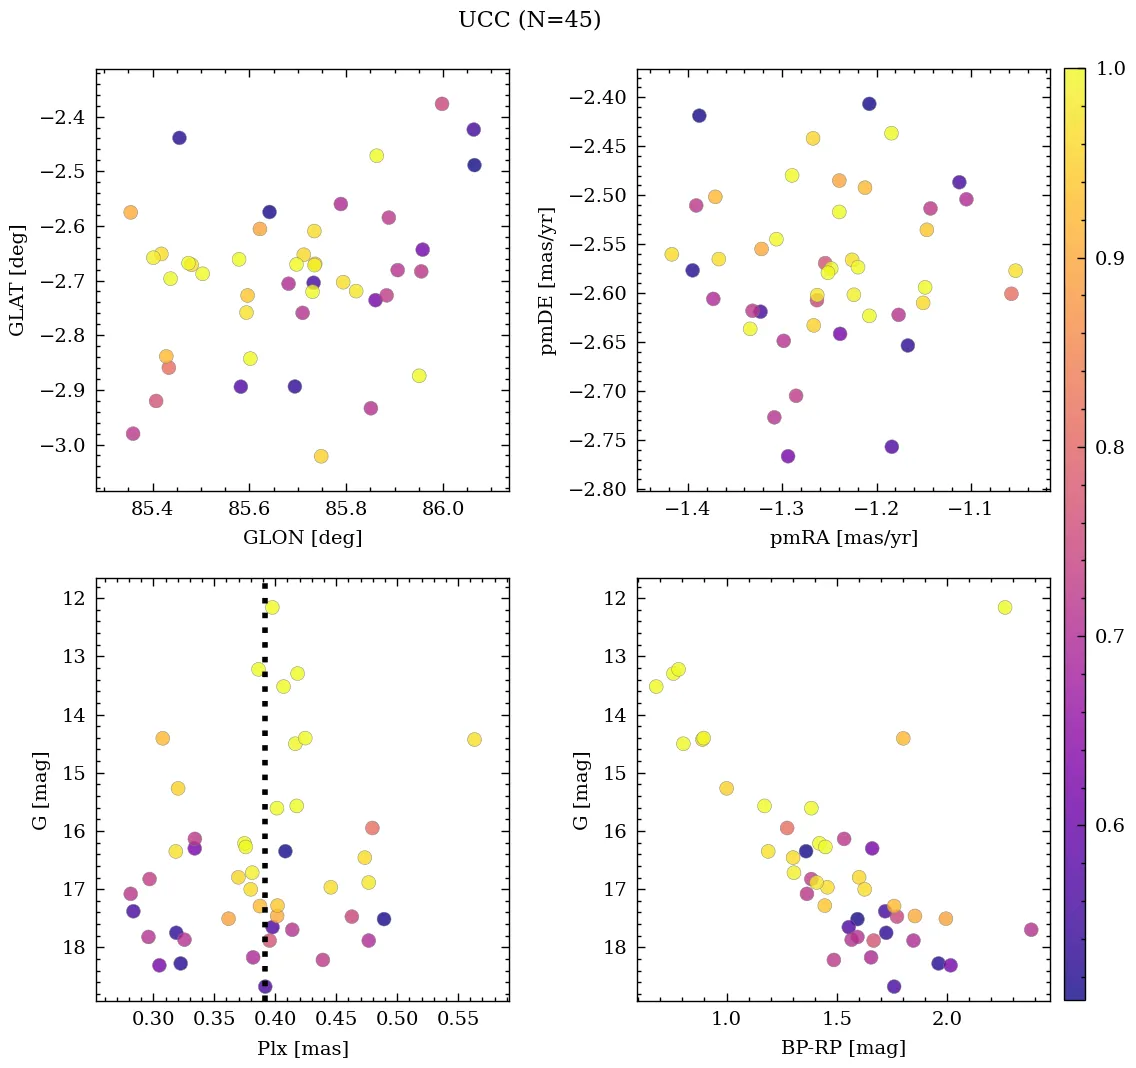 UCC (N=45)
−2.4
−2.5
−2.6
−2.7
−2.8
−2.9
−3.0
GLAT [deg]
85.4 85.6 85.8 86.0
GLON [deg]
−2.40
−2.45
−2.50
−2.55
−2.60
−2.65
−2.70
−2.75
−2.80
pmDE [mas/yr]
−1.4 −1.3 −1.2 −1.1
pmRA [mas/yr]
1.0
0.9
0.8
0.7
0.6
12
13
14
15
16
17
18
G [mag]
0.30 0.35 0.40 0.45 0.50 0.55
Plx [mas]
12
13
14
15
16
17
18
G [mag]
1.0 1.5 2.0
BP-RP [mag]